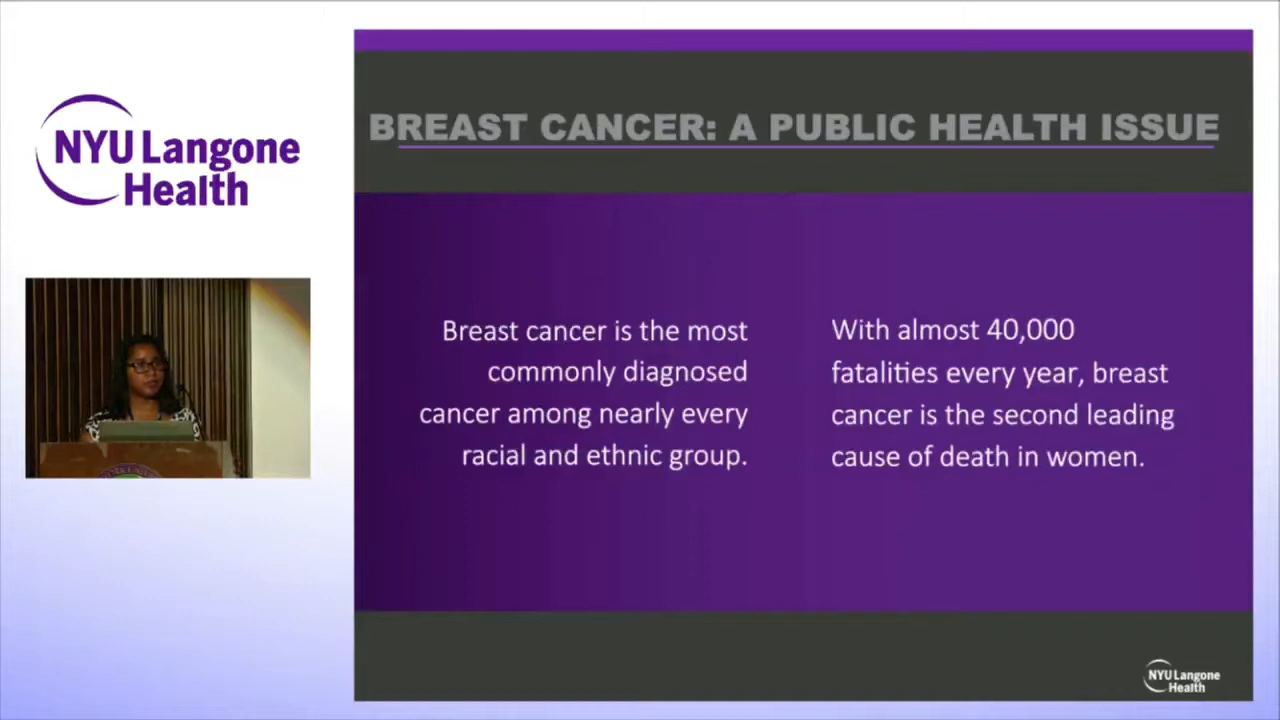 NYU Langone
Health
BREAST CANCER: A PUBLIC HEALTH ISSUE
Breast cancer is the most
commonly diagnosed
cancer among nearly every
racial and ethnic group.
With almost 40,000
fatalities every year, breast
cancer is the second leading
cause of death in women.
NYU Langone
Health